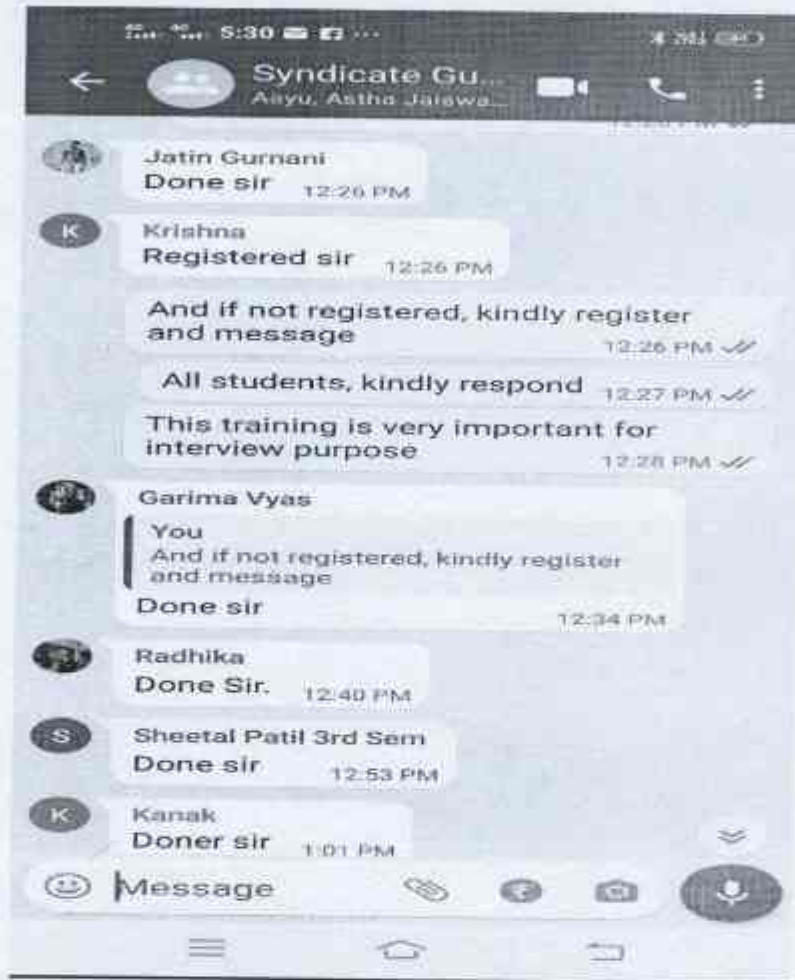 5:30
Syndicate Gu...
Aayu, Astha Jaiswa...
Jatin Gurnani
Done sir 12:26 PM
K
Krishna
Registered sir 12:26 PM
And if not registered, kindly register
and message
12:26 PM
All students, kindly respond 12:27 PM
This training is very important for
interview purpose
12:28 PM
Garima Vyas
You
And if not registered, kindly register
and message
Done sir 12:34 PM
Radhika
Done Sir. 12:40 PM
S
Sheetal Patil 3rd Sem
Done sir 12:53 PM
K
Kanak
Doner sir 1:01 PM
Message